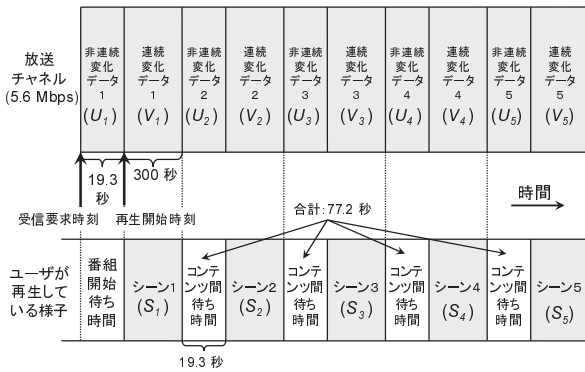 放送
チャネル
(5.6 Mbps)
非連続
変化
データ
1
(U1)
連続
変化
データ
1
(V1)
非連続
変化
データ
2
(U2)
連続
変化
データ
2
(V2)
非連続
変化
データ
3
(U3)
連続
変化
データ
3
(V3)
非連続
変化
データ
4
(U4)
連続
変化
データ
4
(V4)
非連続
変化
データ
5
(U5)
連続
変化
データ
5
(V5)
19.3
秒
300 秒
受信要求時刻
再生開始時刻
合計:77.2 秒
時間
ユーザが
再生して
いる様子
番組
開始
待ち
時間
シーン1
(S1)
コンテ
ンツ間
待ち
時間
シーン2
(S2)
コンテ
ンツ間
待ち
時間
シーン3
(S3)
コンテ
ンツ間
待ち
時間
シーン4
(S4)
コンテ
ンツ間
待ち
時間
シーン5
(S5)
19.3 秒